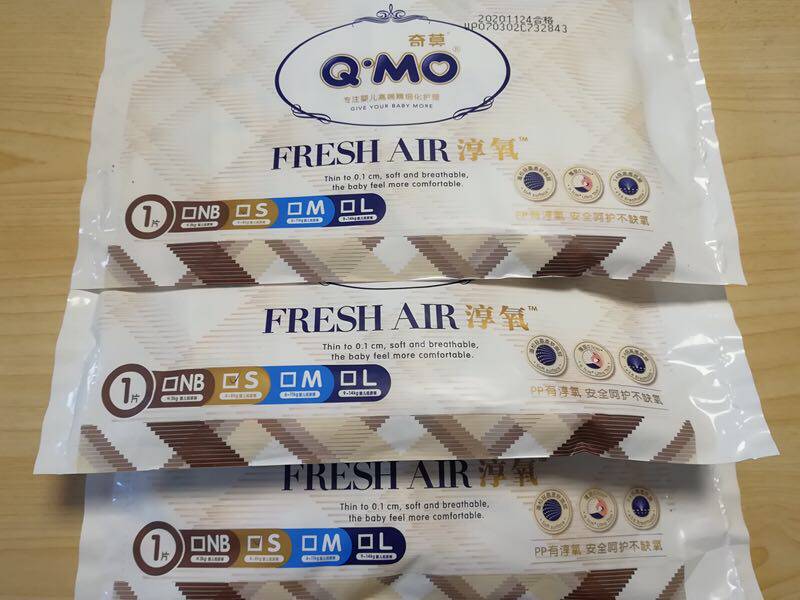 20201124合格
奇莫
Q·MO®
专注婴儿高端精细化护理
GIVE YOUR BABY MORE
FRESH AIR 淳氧™
Thin to 0.1 cm, soft and breathable,
the baby feel more comfortable.
1片 NB S M L
PP有淳氧 安全呵护不缺氧
FRESH AIR 淳氧™
Thin to 0.1 cm, soft and breathable,
the baby feel more comfortable.
1片 NB S M L
PP有淳氧 安全呵护不缺氧
FRESH AIR 淳氧
Thin to 0.1 cm, soft and breathable,
the baby feel more comfortable.
1片 NB S M L
PP有淳氧 安全呵护不缺氧